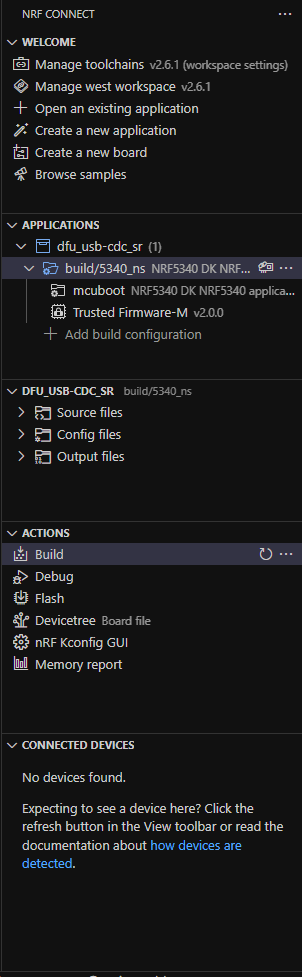 NRF CONNECT
WELCOME
Manage toolchains v2.6.1 (workspace settings)
Manage west workspace v2.6.1
Open an existing application
Create a new application
Create a new board
Browse samples
APPLICATIONS
dfu_usb-cdc_sr (1)
build/5340_ns NRF5340 DK NRF...
mcuboot NRF5340 DK NRF5340 applica...
Trusted Firmware-M v2.0.0
Add build configuration
DFU_USB-CDC_SR build/5340_ns
Source files
Config files
Output files
ACTIONS
Build
Debug
Flash
Devicetree Board file
nRF Kconfig GUI
Memory report
CONNECTED DEVICES
No devices found.
Expecting to see a device here? Click the
refresh button in the View toolbar or read the
documentation about how devices are
detected.